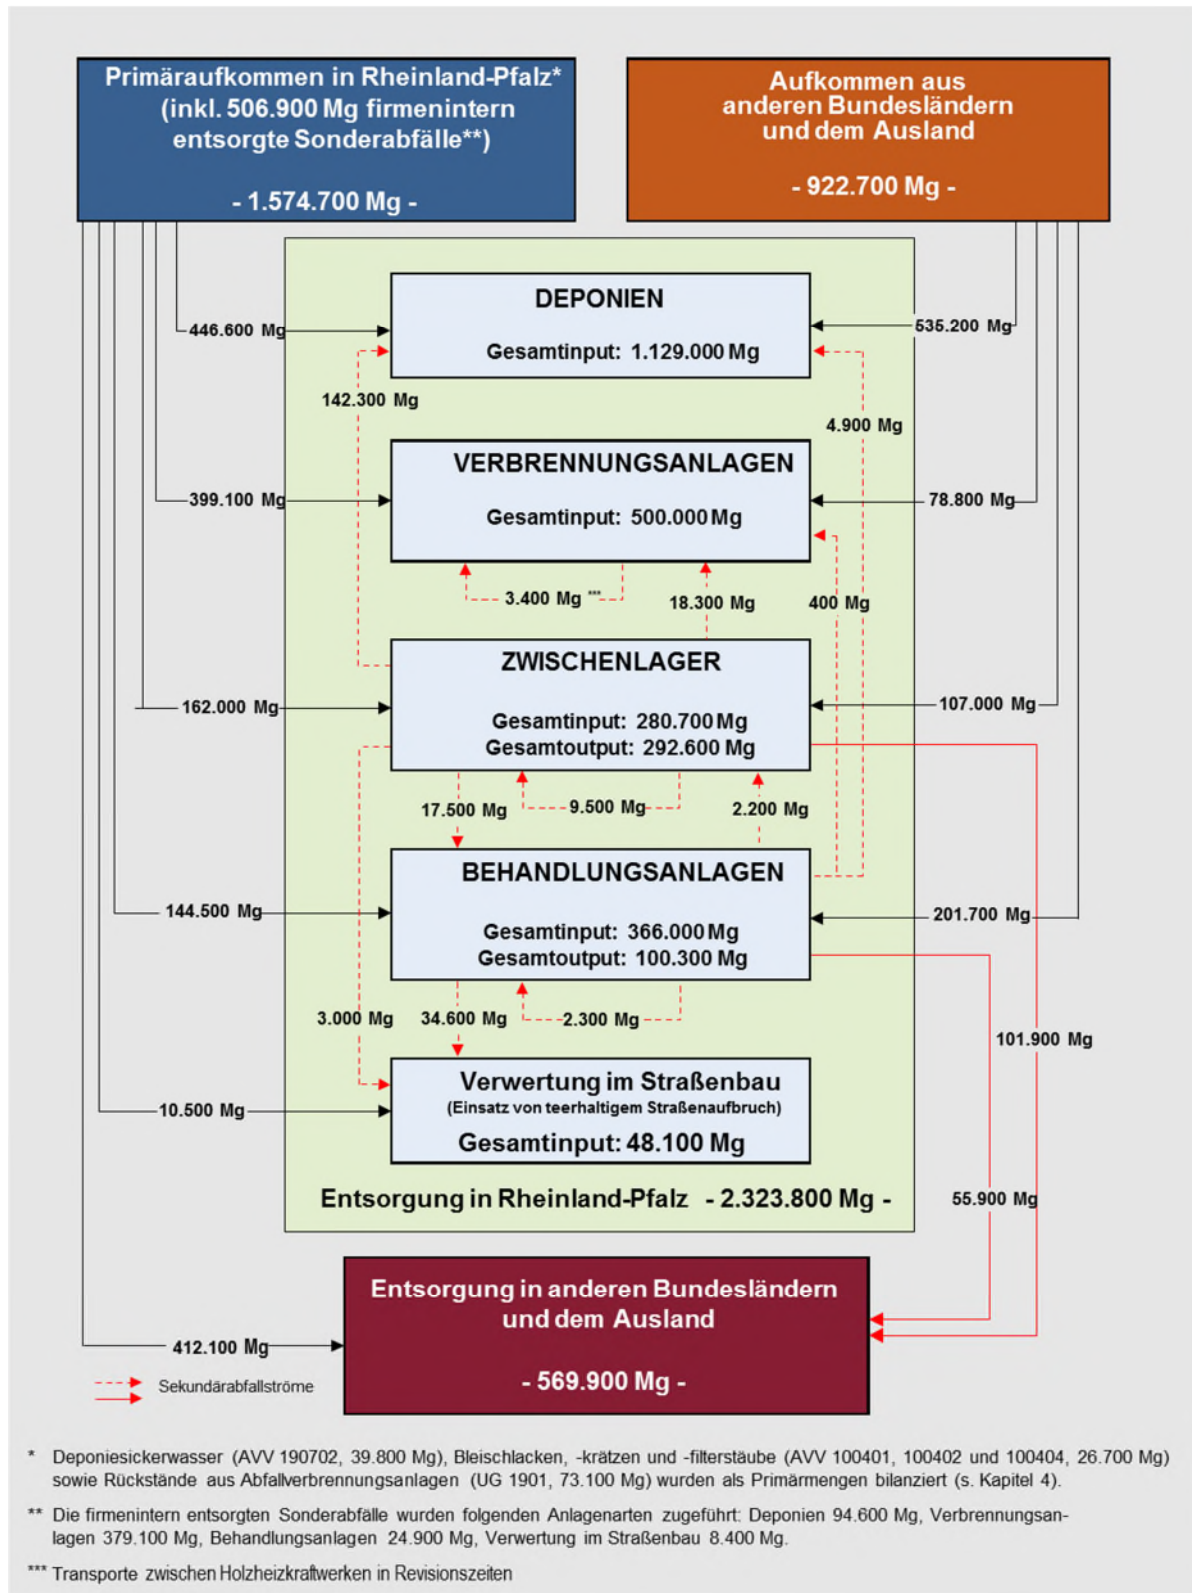 Primäraufkommen in Rheinland-Pfalz*
(inkl. 506.900 Mg firmenintern
entsorgte Sonderabfälle**)
- 1.574.700 Mg -
Aufkommen aus
anderen Bundesländern
und dem Ausland
- 922.700 Mg -
DEPONIEN
Gesamtinput: 1.129.000 Mg
446.600 Mg
535.200 Mg
142.300 Mg
4.900 Mg
VERBRENNUNGSANLAGEN
Gesamtinput: 500.000 Mg
399.100 Mg
78.800 Mg
3.400 Mg ***
18.300 Mg
400 Mg
ZWISCHENLAGER
Gesamtinput: 280.700 Mg
Gesamtoutput: 292.600 Mg
162.000 Mg
107.000 Mg
17.500 Mg
9.500 Mg
2.200 Mg
BEHANDLUNGSANLAGEN
Gesamtinput: 366.000 Mg
Gesamtoutput: 100.300 Mg
144.500 Mg
201.700 Mg
3.000 Mg
34.600 Mg
2.300 Mg
101.900 Mg
Verwertung im Straßenbau
(Einsatz von teerhaltigem Straßenaufbruch)
Gesamtinput: 48.100 Mg
10.500 Mg
Entsorgung in Rheinland-Pfalz - 2.323.800 Mg -
55.900 Mg
Entsorgung in anderen Bundesländern
und dem Ausland
- 569.900 Mg -
412.100 Mg
Sekundärabfallströme
* Deponiesickerwasser (AVV 190702, 39.800 Mg), Bleischlacken, -krätzen und -filterstäube (AVV 100401, 100402 und 100404, 26.700 Mg)
sowie Rückstände aus Abfallverbrennungsanlagen (UG 1901, 73.100 Mg) wurden als Primärmengen bilanziert (s. Kapitel 4).
** Die firmenintern entsorgten Sonderabfälle wurden folgenden Anlagenarten zugeführt: Deponien 94.600 Mg, Verbrennungsan-
lagen 379.100 Mg, Behandlungsanlagen 24.900 Mg, Verwertung im Straßenbau 8.400 Mg.
*** Transporte zwischen Holzheizkraftwerken in Revisionszeiten